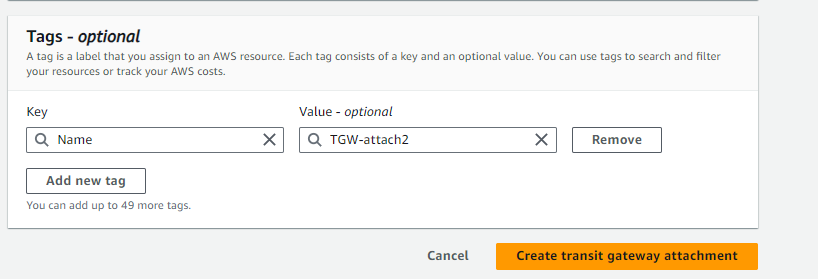 Tags - optional
A tag is a label that you assign to an AWS resource. Each tag consists of a key and an optional value. You can use tags to search and filter
your resources or track your AWS costs.
Key Value - optional
Name TGW-attach2 Remove
Add new tag
You can add up to 49 more tags.
Cancel Create transit gateway attachment